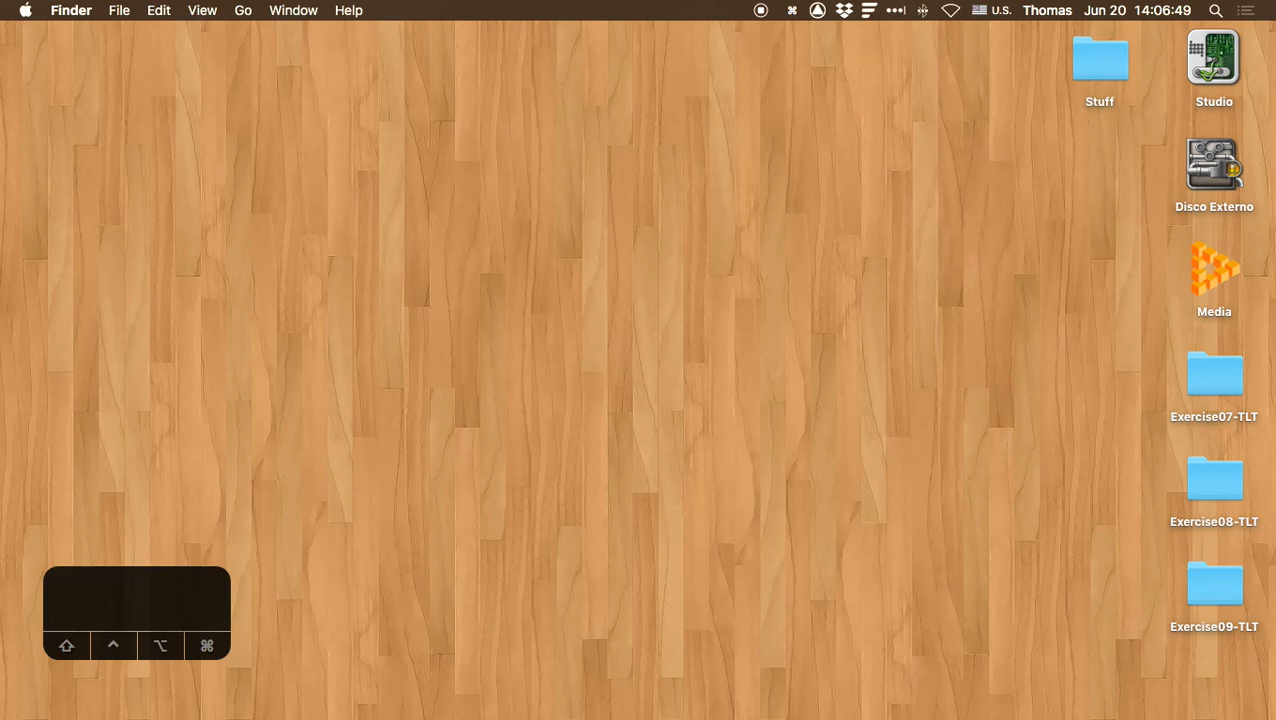 Finder File Edit View Go Window Help U.S. Thomas Jun 20 14:06:49
Stuff
Studio
Disco Externo
Media
Exercise07-TLT
Exercise08-TLT
Exercise09-TLT